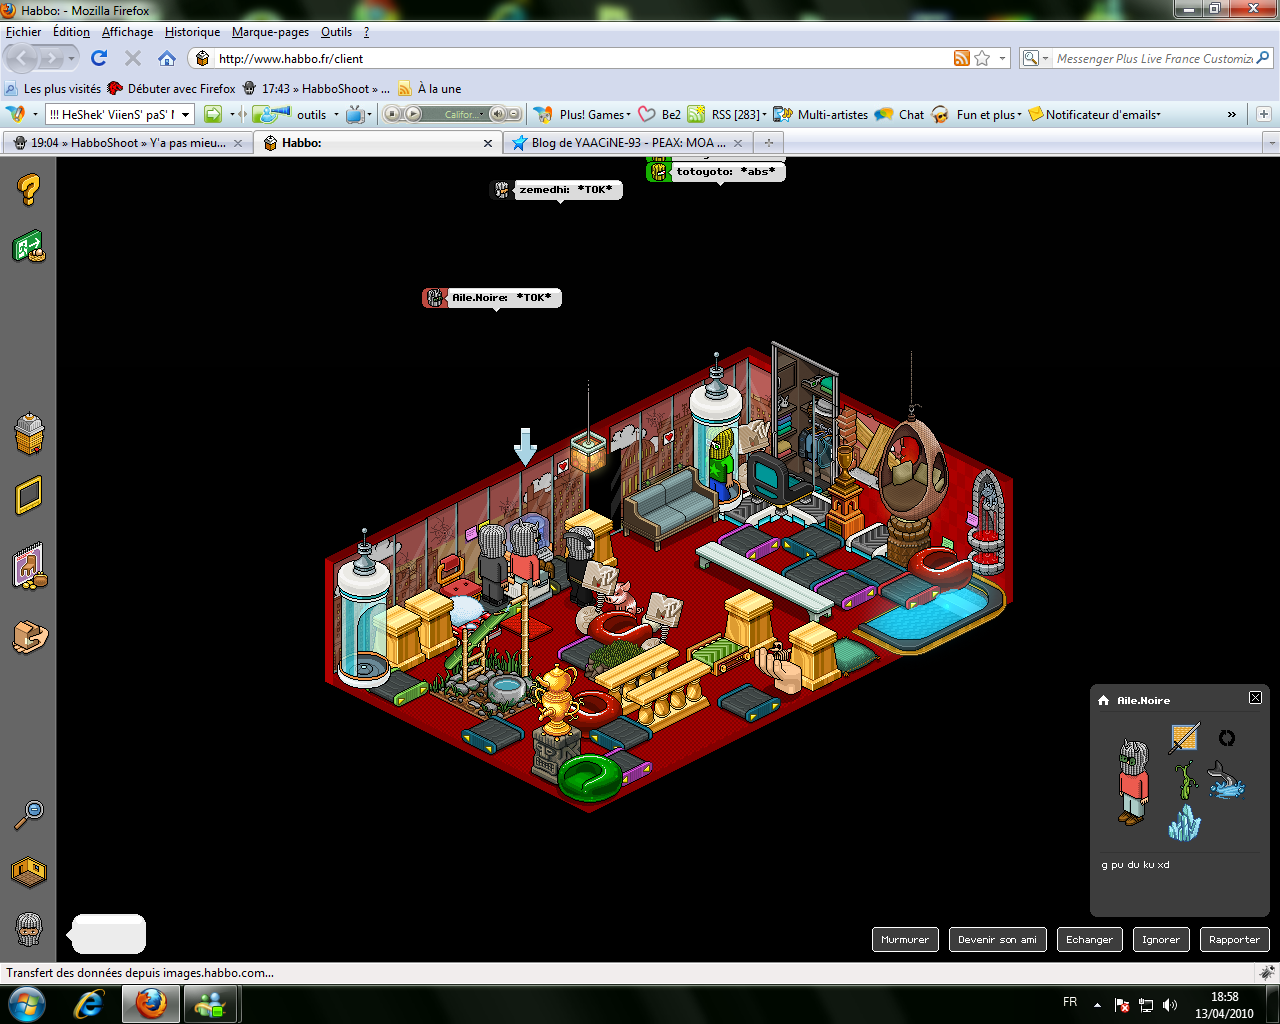 Habbo: - Mozilla Firefox
Fichier Édition Affichage Historique Marque-pages Outils ?
http://www.habbo.fr/client
Messenger Plus Live France Customiz
Les plus visités Débuter avec Firefox 17:43 » HabboShoot » ... À la une
!!! HeShek' ViienS' paS' M outils Califor... Plus! Games Be2 RSS [283] Multi-artistes Chat Fun et plus Notificateur d'emails »
19:04 » HabboShoot » Y'a pas mieu... Habbo: Blog de YAACiNE-93 - PEAX: MOA ...
totoyoto: *abs*
zemedhi: *TOK*
Aile.Noire: *TOK*
MTV
MTV
MTV
Aile.Noire
g pu du ku xd
Murmurer Devenir son ami Echanger Ignorer Rapporter
Transfert des données depuis images.habbo.com...
FR 18:58
13/04/2010